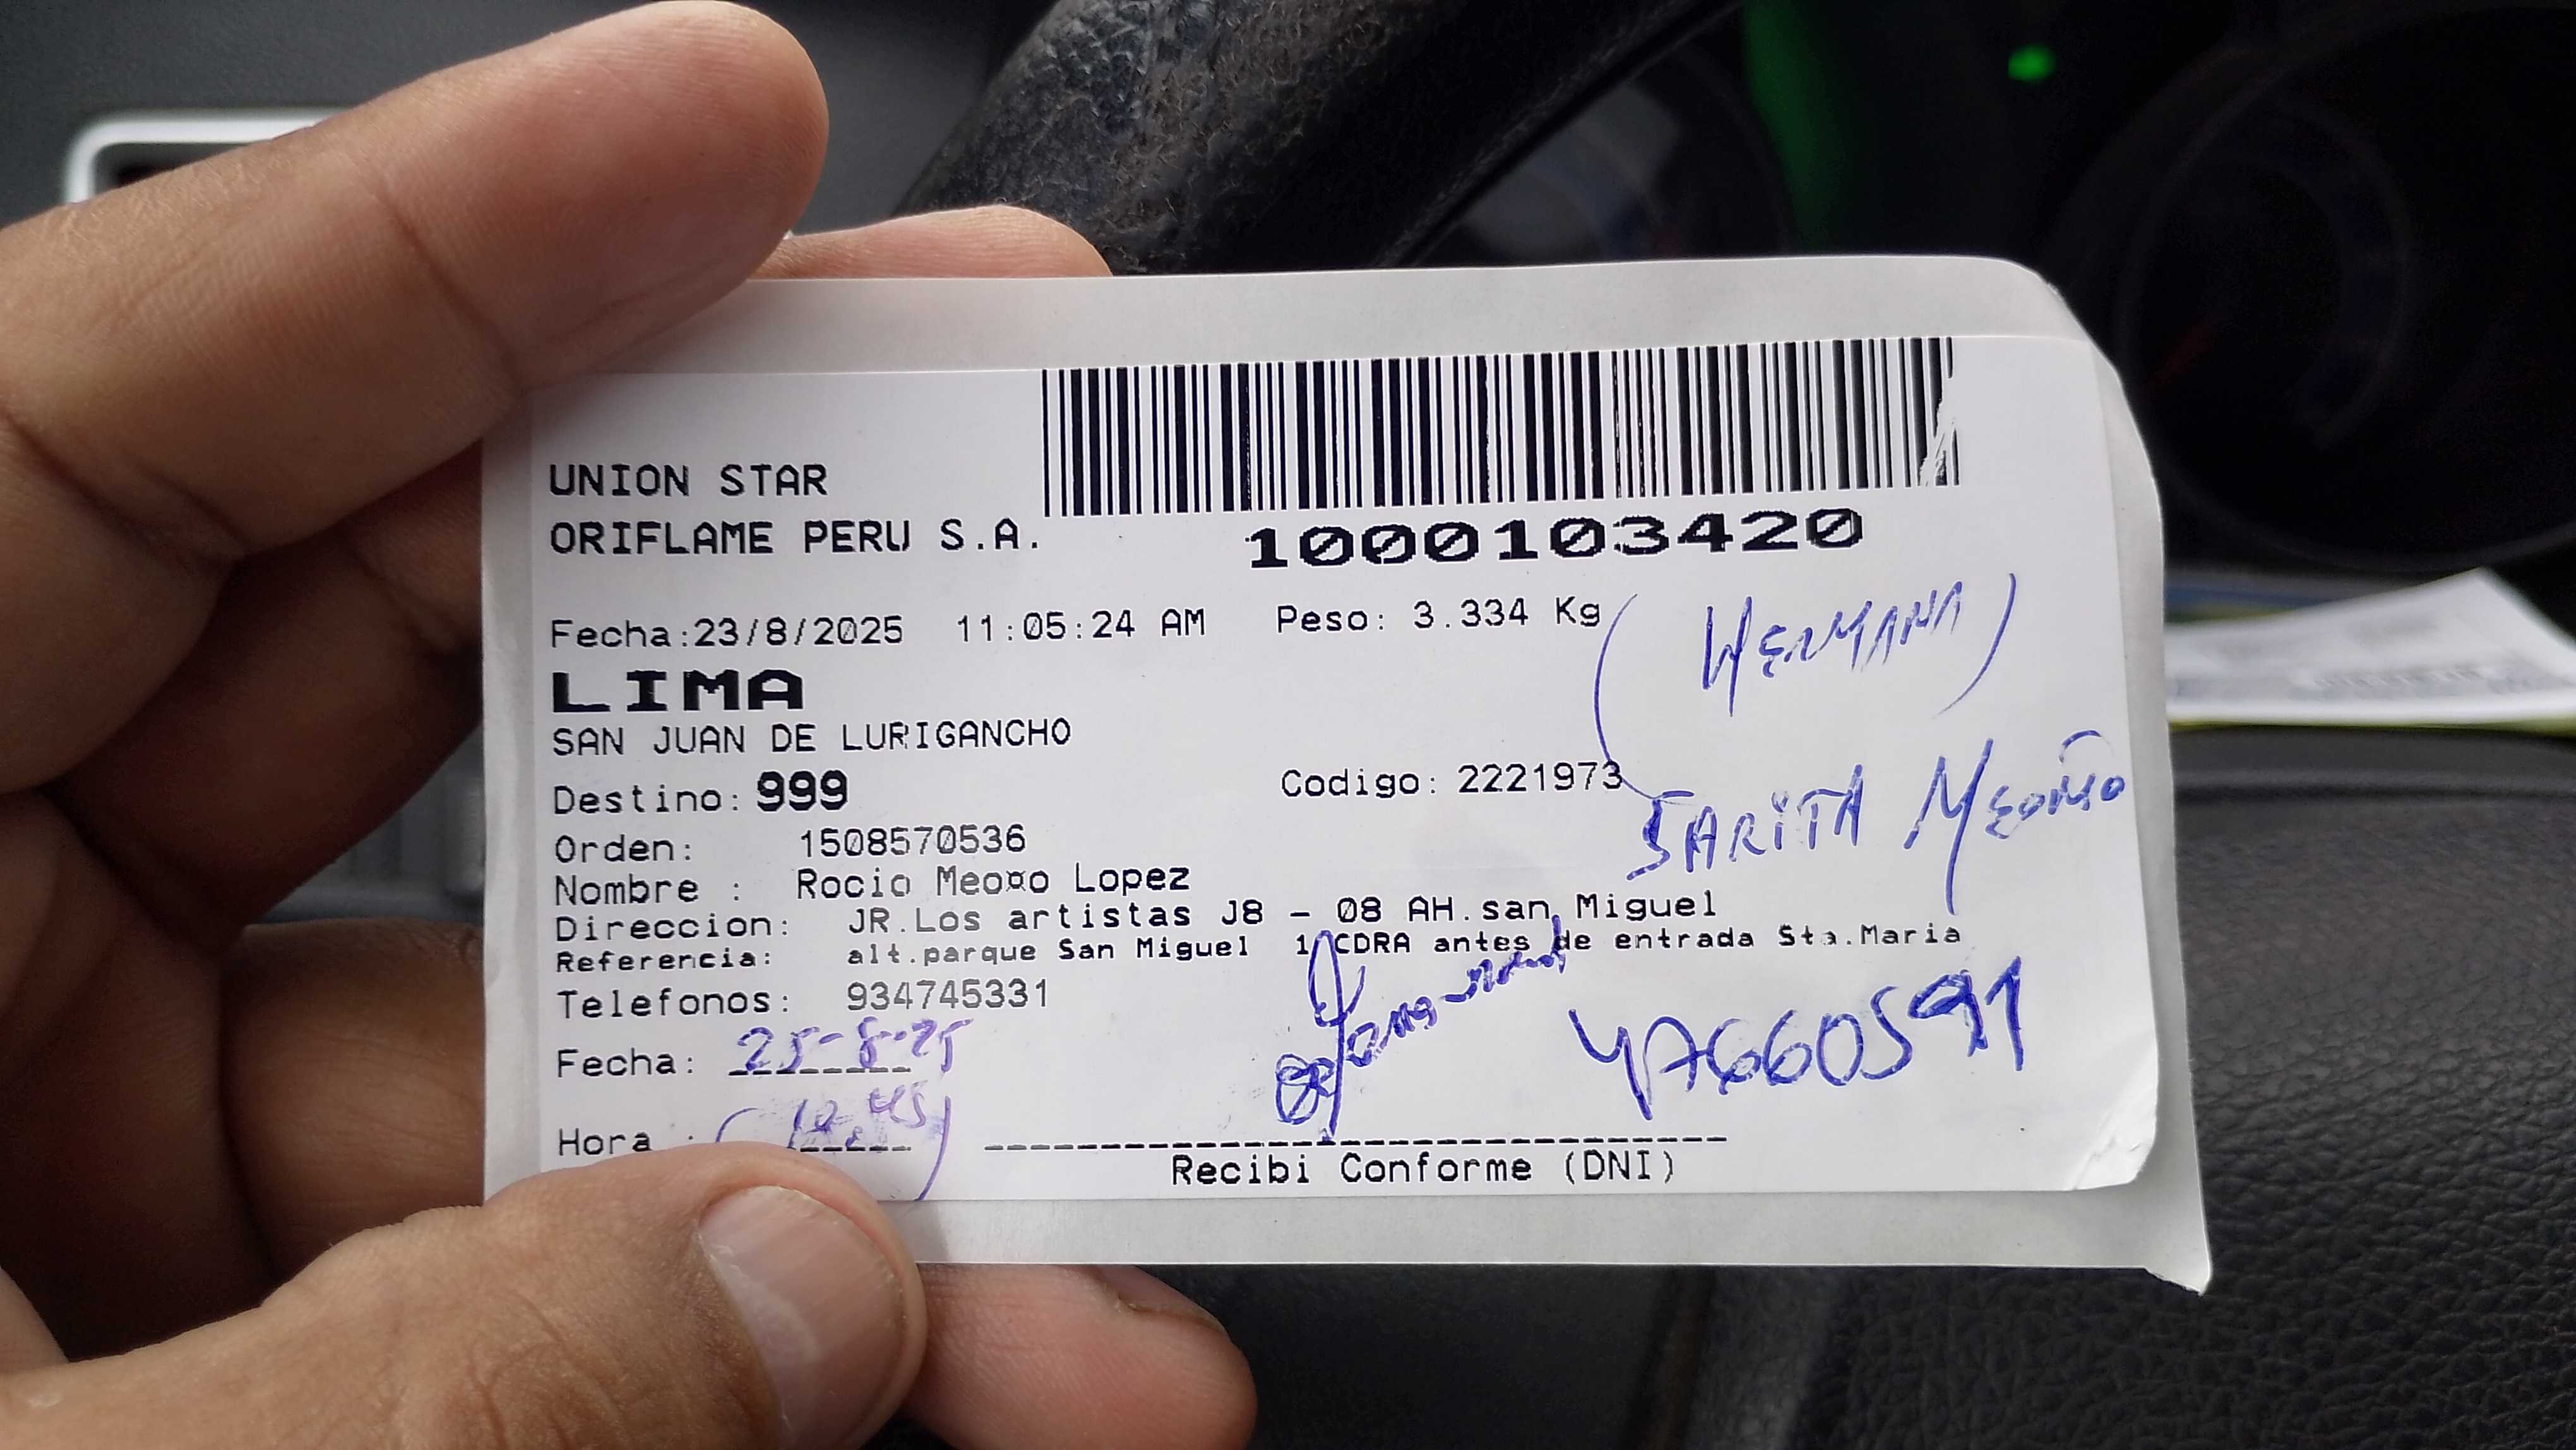 UNION STAR
ORIFLAME PERU S.A.
1000103420
Fecha:23/8/2025 11:05:24 AM Peso: 3.334 Kg
(HERMANA)
LIMA
SAN JUAN DE LURIGANCHO
Destino: 999 Codigo: 2221973
SARITA MEOÑO
Orden: 1508570536
Nombre : Rocio Meo¤o Lopez
Direccion: JR.Los artistas J8 - 08 AH.san Miguel
Referencia: alt.parque San Miguel 1 CDRA antes de entrada Sta.Maria
Telefonos: 934745331
47660591
Fecha: 25-8-25
Hora :
Recibi Conforme (DNI)